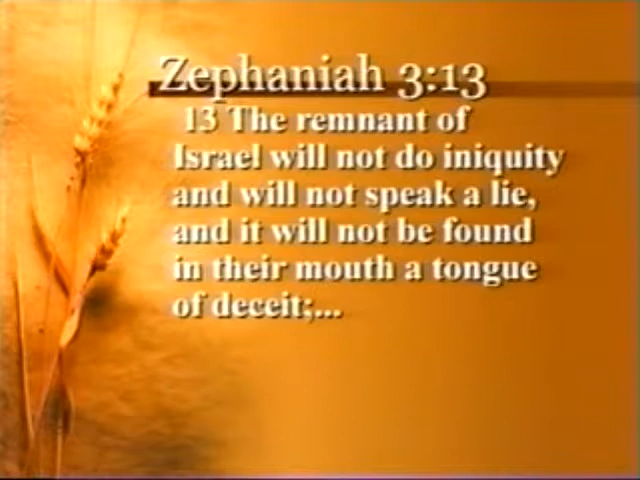 Zephaniah 3:13
13 The remnant of
Israel will not do iniquity
and will not speak a lie,
and it will not be found
in their mouth a tongue
of deceit;...